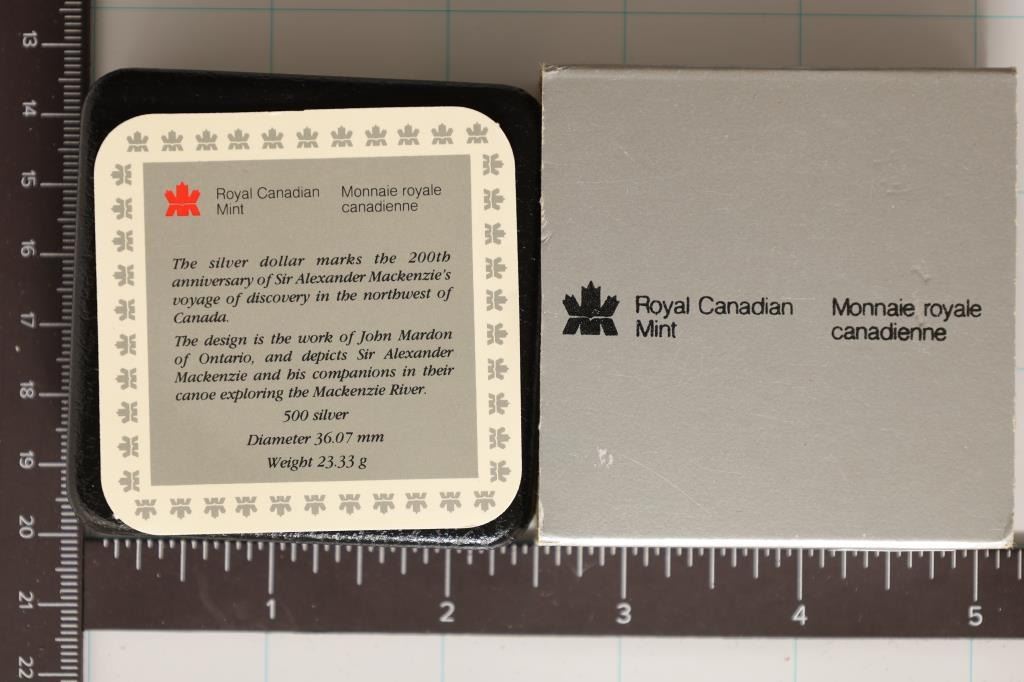 Royal Canadian Monnaie royale
Mint canadienne
The silver dollar marks the 200th
anniversary of Sir Alexander Mackenzie's
voyage of discovery in the northwest of
Canada.
The design is the work of John Mardon
of Ontario, and depicts Sir Alexander
Mackenzie and his companions in their
canoe exploring the Mackenzie River.
500 silver
Diameter 36.07 mm
Weight 23.33 g
Royal Canadian Monnaie royale
Mint canadienne
13
14
15
16
17
18
19
20
21
22
1 2 3 4 5